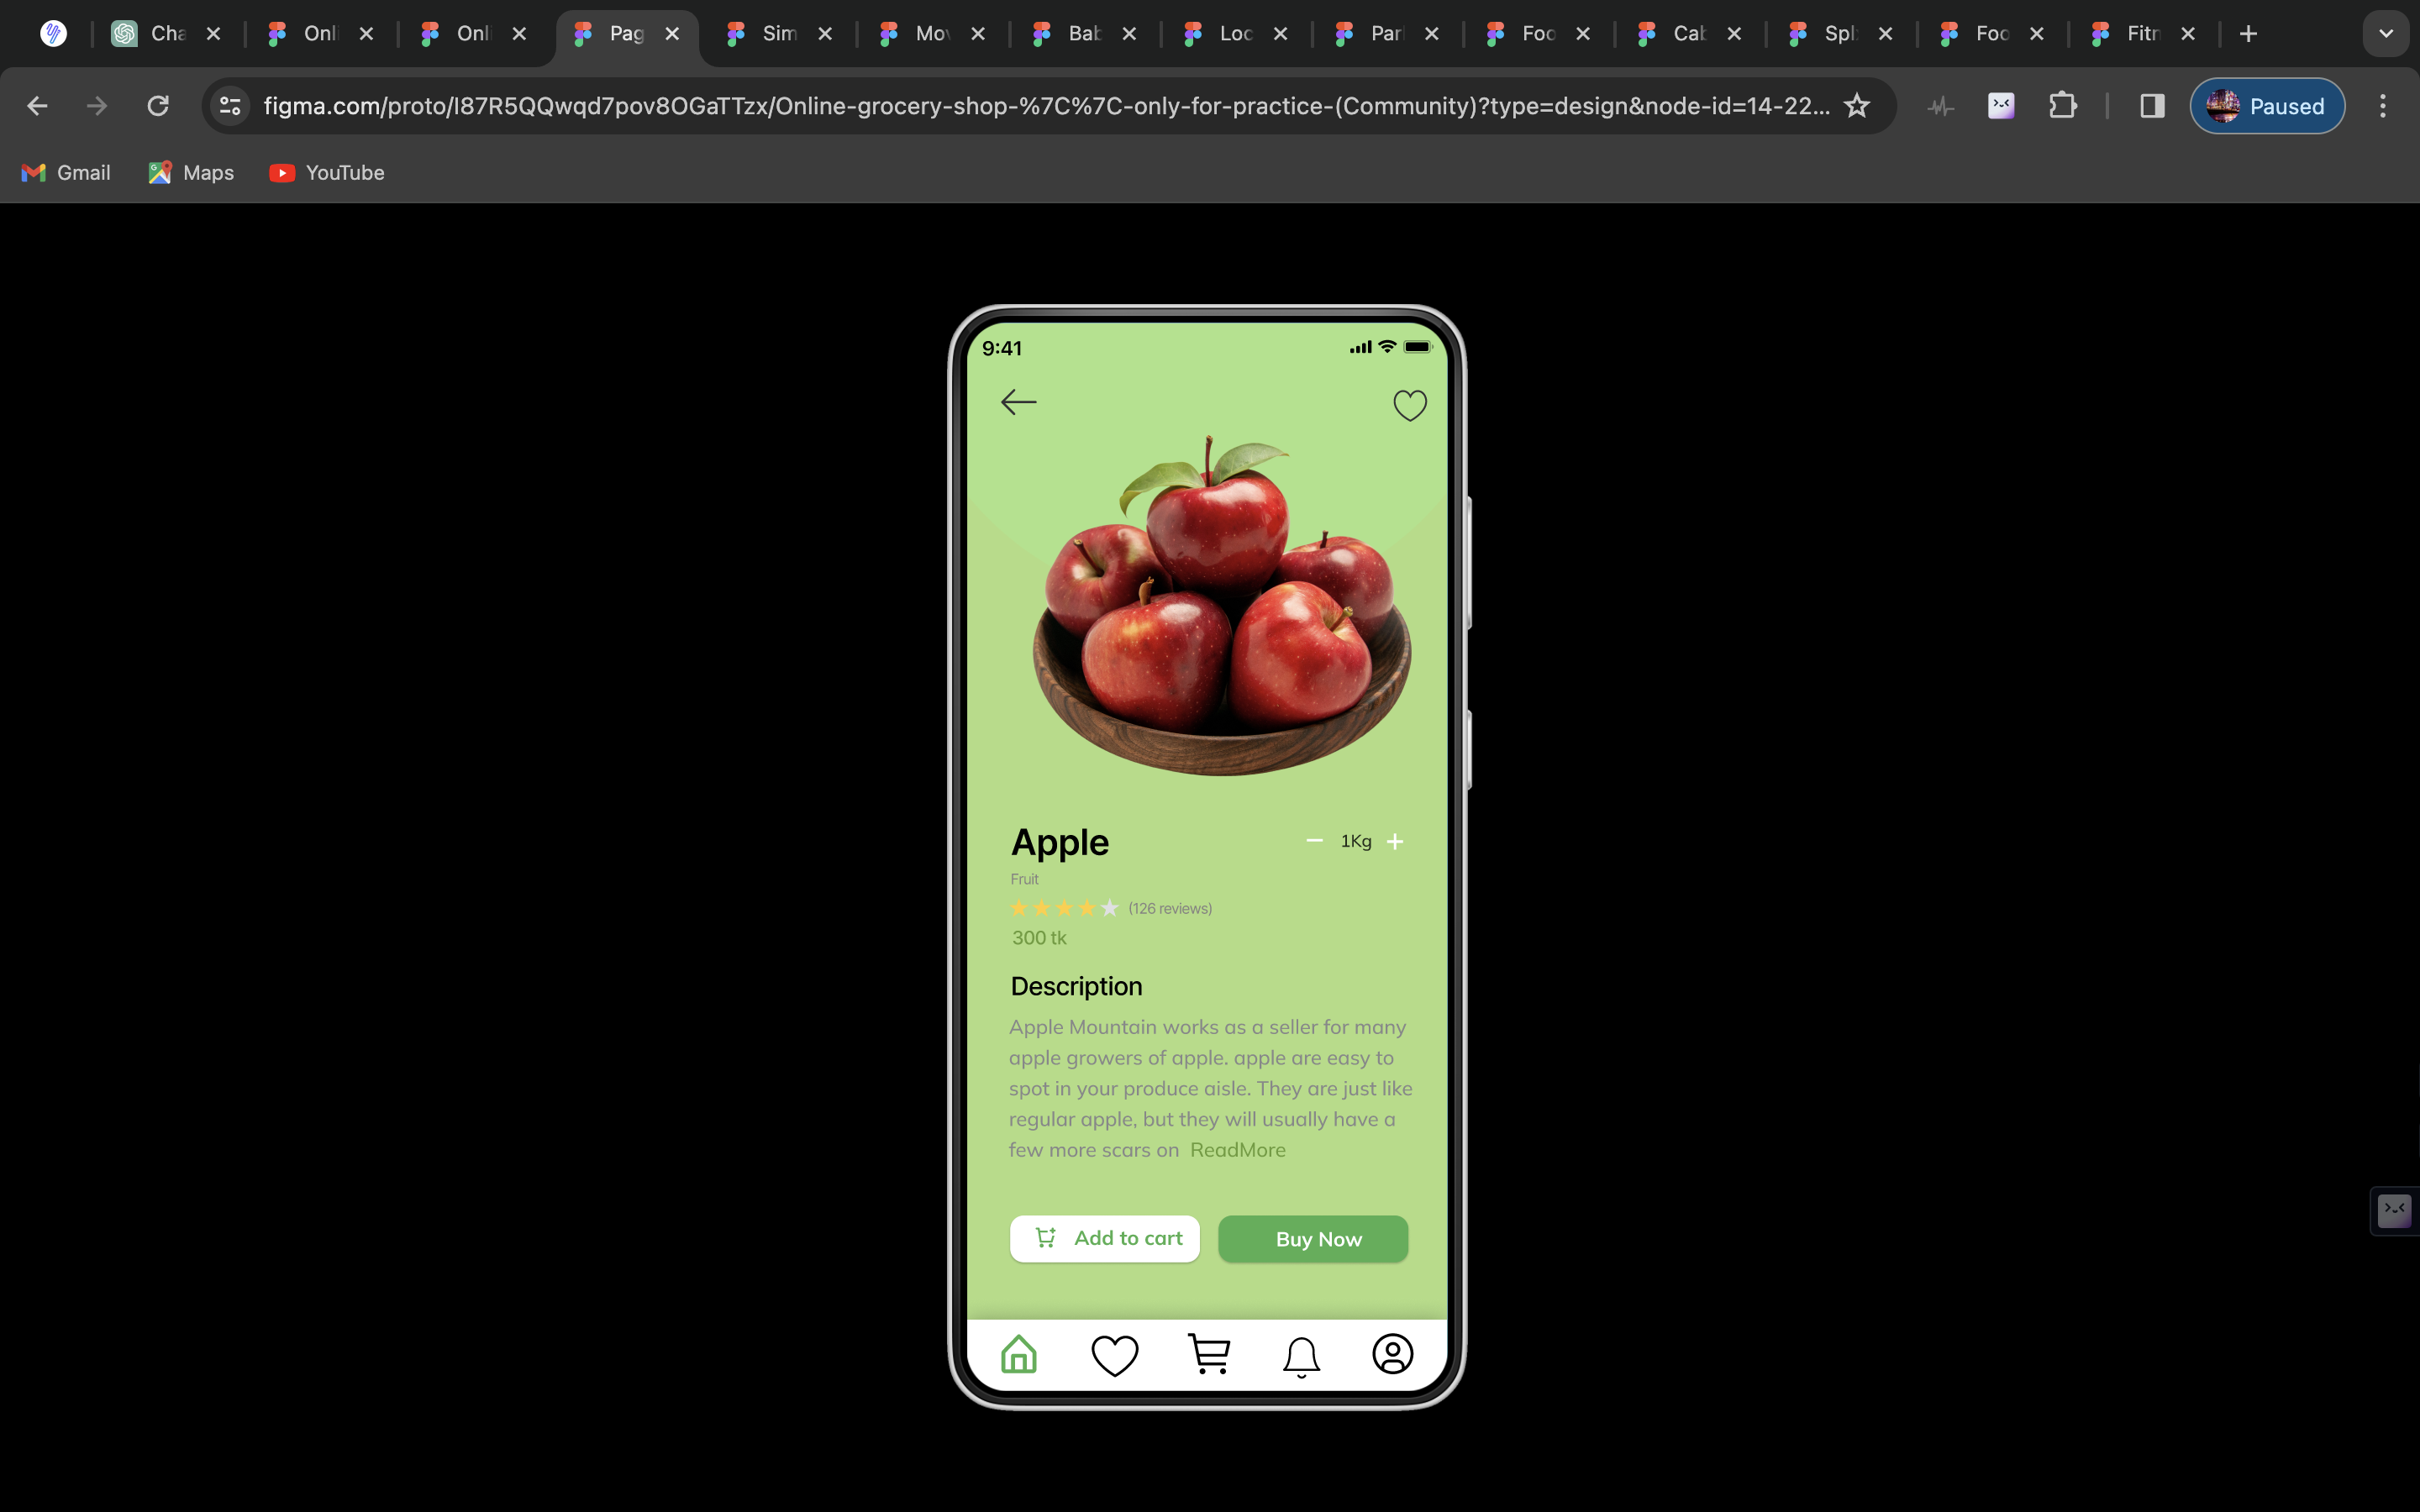 Cha
Onli
Onli
Pag
Sim
Mov
Bab
Loc
Par
Foo
Cab
Spl
Foo
Fitn
figma.com/proto/I87R5QQwqd7pov8OGaTTzx/Online-grocery-shop-%7C%7C-only-for-practice-(Community)?type=design&node-id=14-22...
Paused
Gmail
Maps
YouTube
9:41
Apple
1Kg
Fruit
(126 reviews)
300 tk
Description
Apple Mountain works as a seller for many
apple growers of apple. apple are easy to
spot in your produce aisle. They are just like
regular apple, but they will usually have a
few more scars on ReadMore
Add to cart
Buy Now